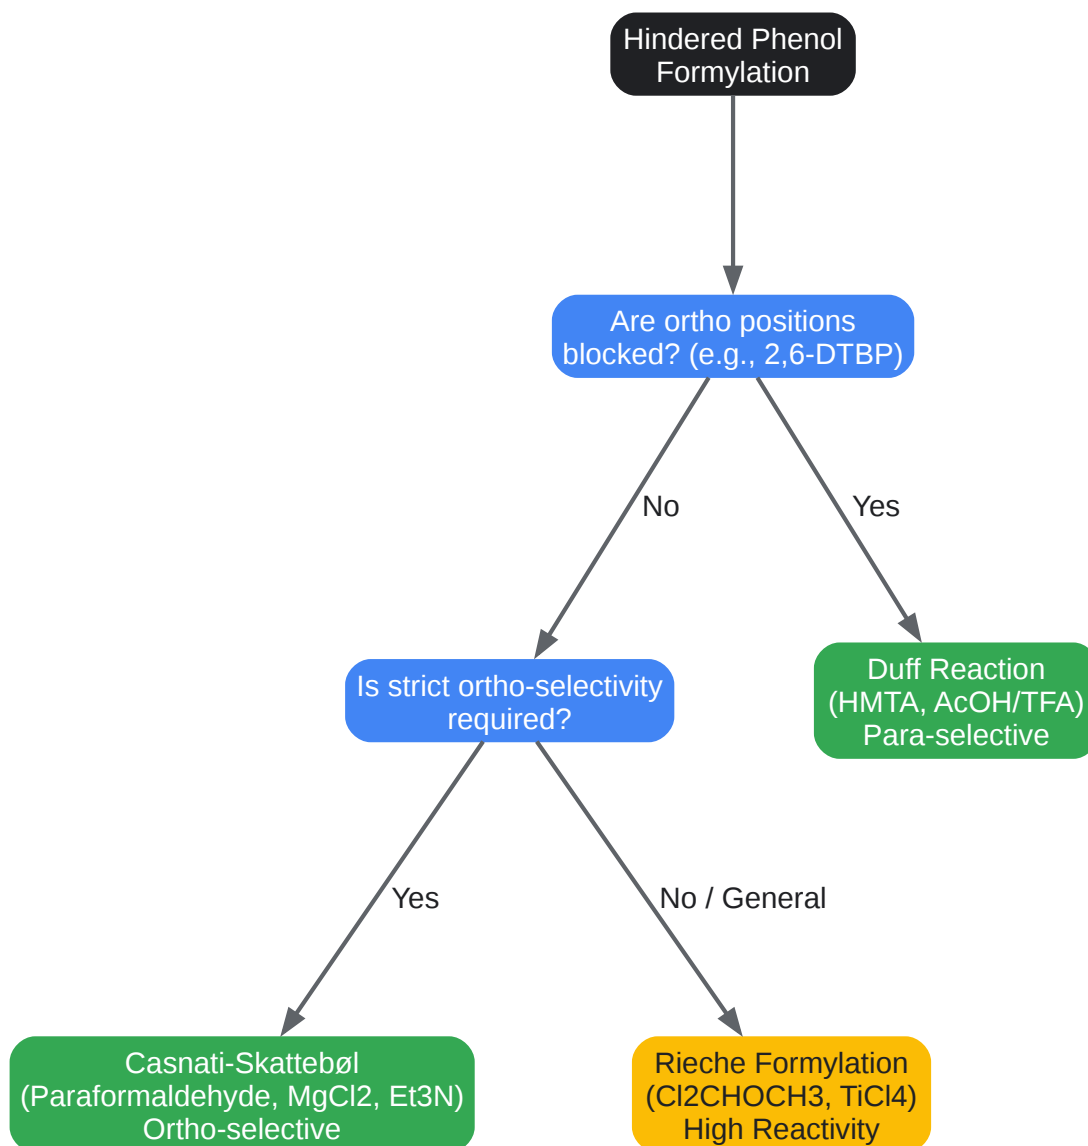 Hindered Phenol
Formylation
Are ortho positions
blocked? (e.g., 2,6-DTBP)
No
Yes
Is strict ortho-selectivity
required?
Duff Reaction
(HMTA, AcOH/TFA)
Para-selective
Yes
No / General
Casnati-Skattebøl
(Paraformaldehyde, MgCl2, Et3N)
Ortho-selective
Rieche Formylation
(Cl2CHOCH3, TiCl4)
High Reactivity